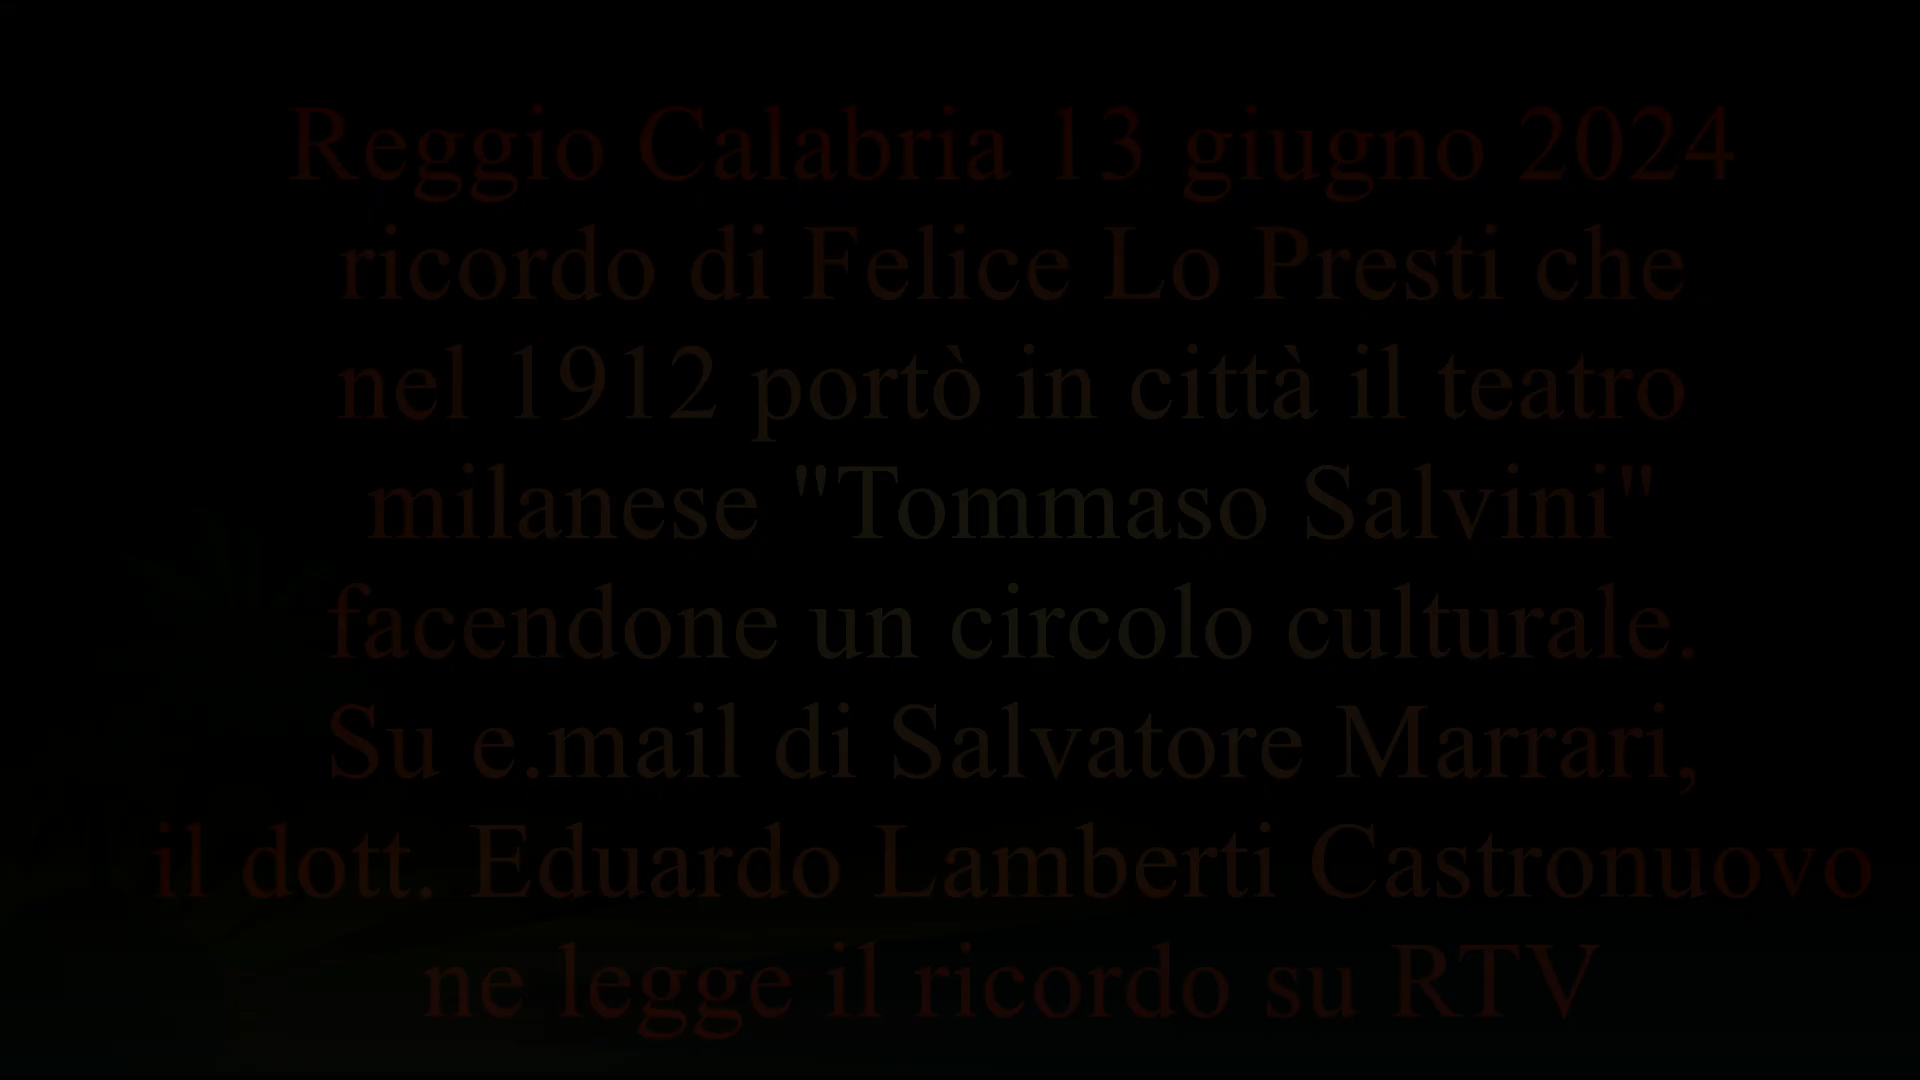 Reggio Calabria 13 giugno 2024
ricordo di Felice Lo Presti che
nel 1912 portò in città il teatro
milanese "Tommaso Salvini"
facendone un circolo culturale.
Su e.mail di Salvatore Marrari,
il dott. Eduardo Lamberti Castronuovo
ne legge il ricordo su RTV